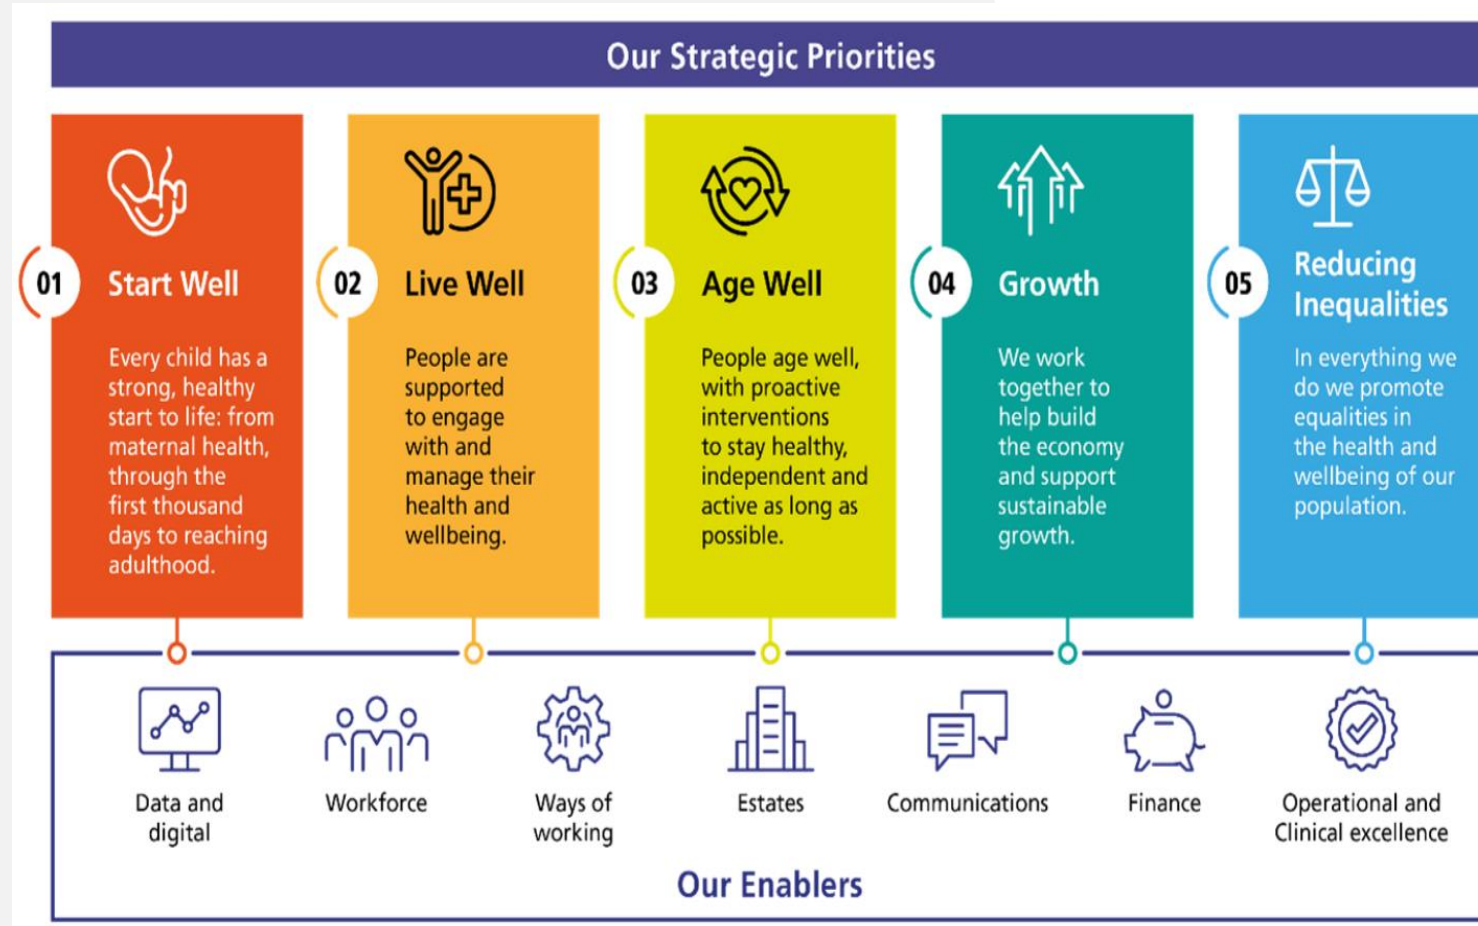 Our Strategic Priorities
01
Start Well
Every child has a
strong, healthy
start to life: from
maternal health,
through the
first thousand
days to reaching
adulthood.
02
Live Well
People are
supported
to engage
with and
manage their
health and
wellbeing.
03
Age Well
People age well,
with proactive
interventions
to stay healthy,
independent and
active as long as
possible.
04
Growth
We work
together to
help build
the economy
and support
sustainable
growth.
05
Reducing
Inequalities
In everything we
do we promote
equalities in
the health and
wellbeing of our
population.
Data and
digital
Workforce
Ways of
working
Estates
Communications
Finance
Operational and
Clinical excellence
Our Enablers